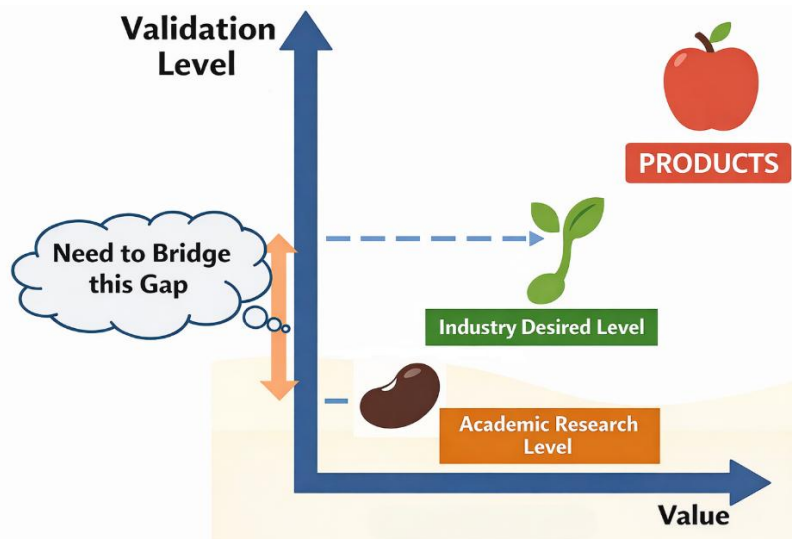 Validation
Level
PRODUCTS
Need to Bridge
this Gap
Industry Desired Level
Academic Research
Level
Value